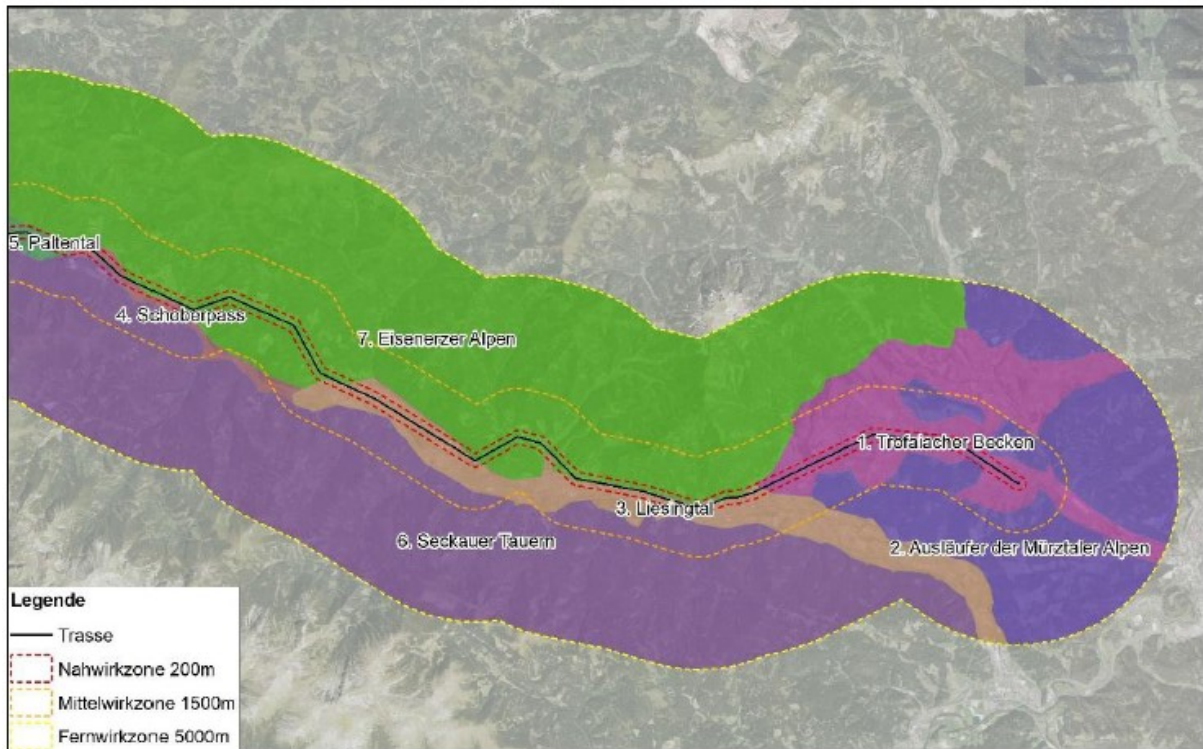 5. Paltental
4. Schoberpass
7. Eisenerzer Alpen
1. Trofaiacher Becken
3. Liesingtal
6. Seckauer Tauern
2. Ausläufer der Mürztaler Alpen
Legende
Trasse
Nahwirkzone 200m
Mittelwirkzone 1500m
Fernwirkzone 5000m